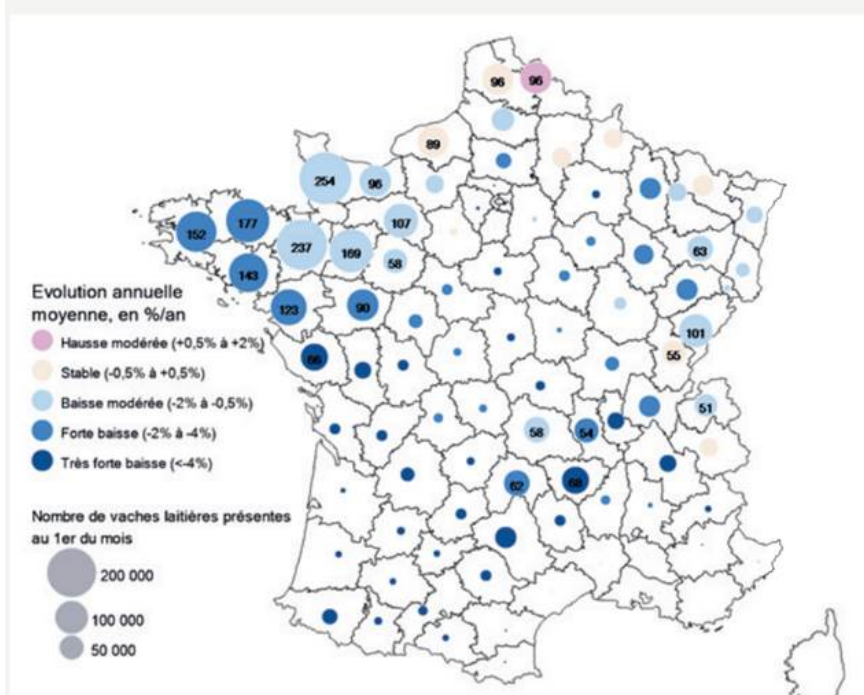 96
96
89
254
96
177
107
152
237
169
63
58
143
123
90
101
66
55
51
58
54
62
68
Evolution annuelle
moyenne, en %/an
Hausse modérée (+0,5% à +2%)
Stable (-0,5% à +0,5%)
Baisse modérée (-2% à -0,5%)
Forte baisse (-2% à -4%)
Très forte baisse (<-4%)
Nombre de vaches laitières présentes
au 1er du mois
200 000
100 000
50 000